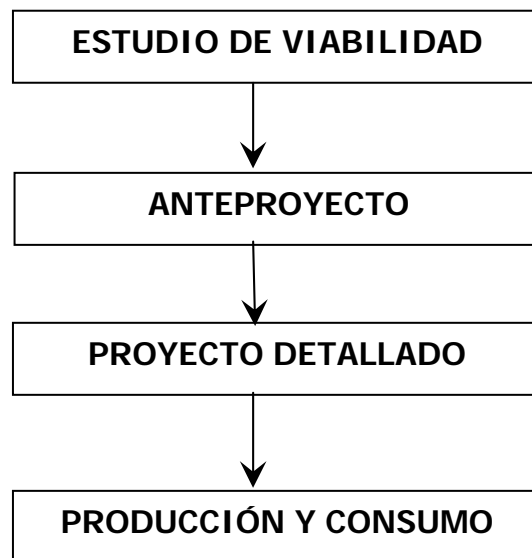 ESTUDIO DE VIABILIDAD
ANTEPROYECTO
PROYECTO DETALLADO
PRODUCCIÓN Y CONSUMO